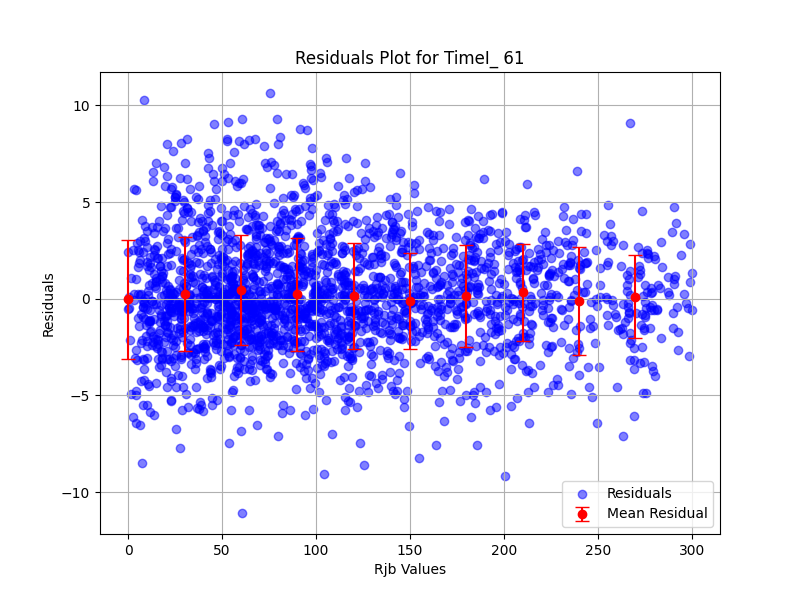 Residuals Plot for TimeI_ 61
Residuals
10
5
0
−5
−10
0 50 100 150 200 250 300
Rjb Values
Residuals
Mean Residual